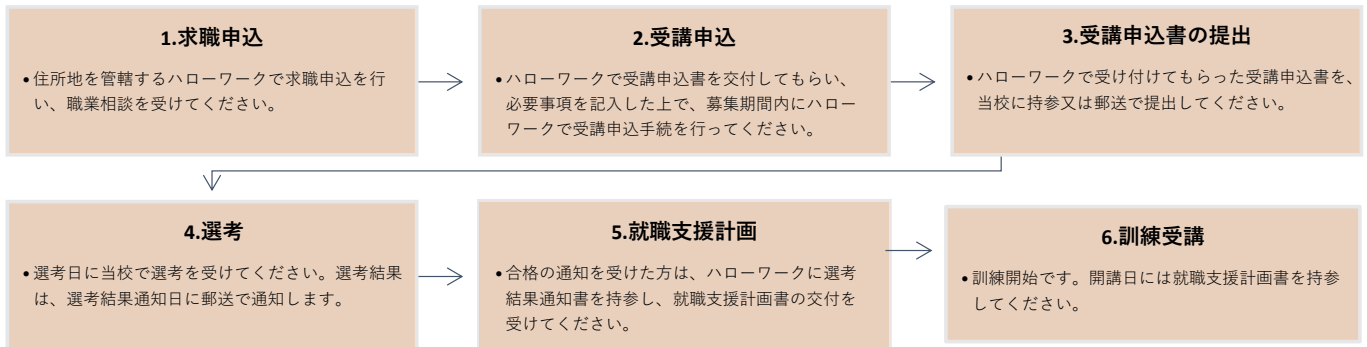 1.求職申込
•住所地を管轄するハローワークで求職申込を行
い、職業相談を受けてください。
2.受講申込
•ハローワークで受講申込書を交付してもらい、
必要事項を記入した上で、募集期間内にハロー
ワークで受講申込手続を行ってください。
3.受講申込書の提出
•ハローワークで受け付けてもらった受講申込書を、
当校に持参又は郵送で提出してください。
4.選考
•選考日に当校で選考を受けてください。選考結果
は、選考結果通知日に郵送で通知します。
5.就職支援計画
•合格の通知を受けた方は、ハローワークに選考
結果通知書を持参し、就職支援計画書の交付を
受けてください。
6.訓練受講
•訓練開始です。開講日には就職支援計画書を持参
してください。